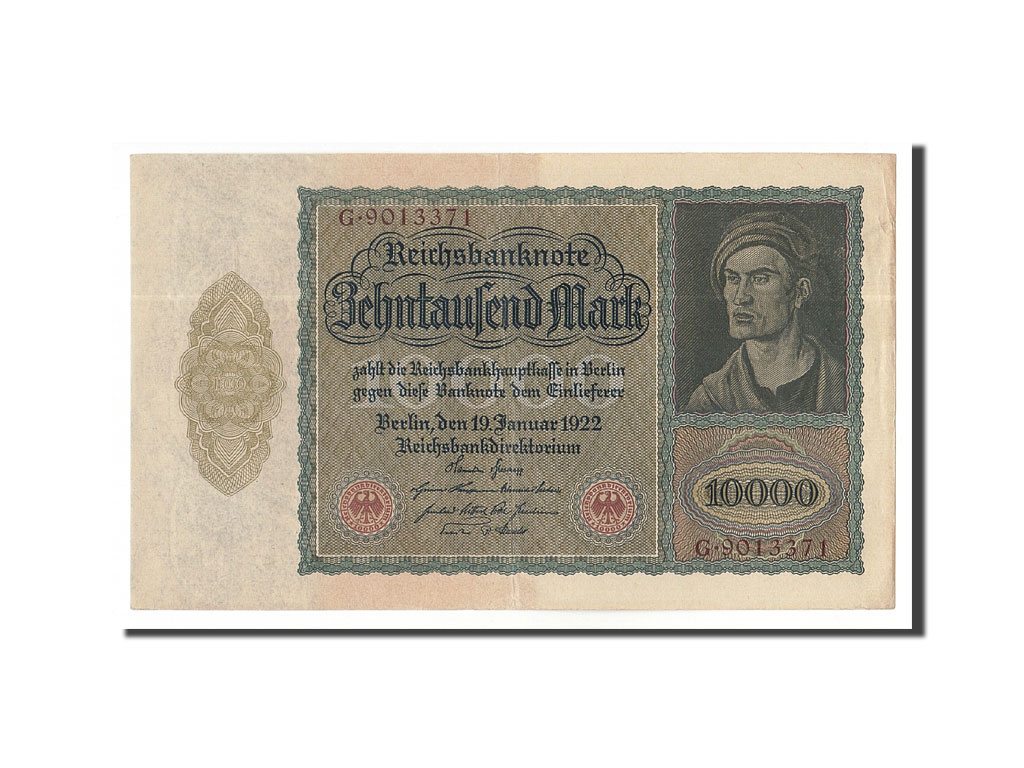 G·9013371
Reichsbanknote
Zehntausend Mark
10000
zahlt die Reichsbankhauptkasse in Berlin
gegen diese Banknote dem Einlieferer
Berlin, den 19. Januar 1922
Reichsbankdirektorium
10000
G·9013371